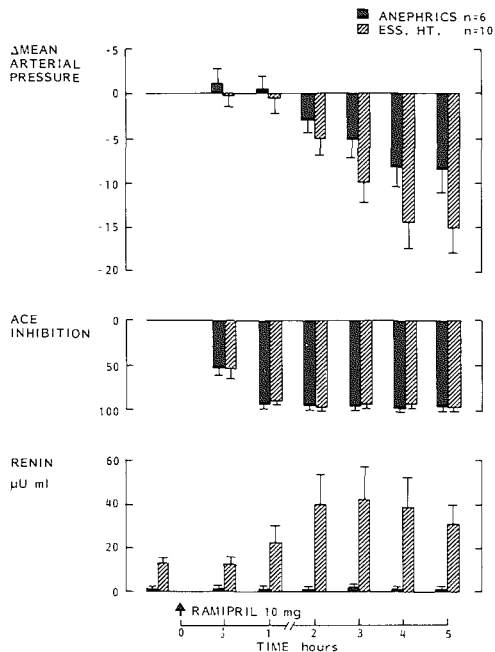 ANEPHRICS n=6
ESS. HT. n=10
ΔMEAN
ARTERIAL
PRESSURE
+5
0
-5
-10
-15
-20
ACE
INHIBITION
0
50
100
RENIN
μU ml
60
40
20
0
RAMIPRIL 10 mg
0 1 2 3 4 5
TIME hours